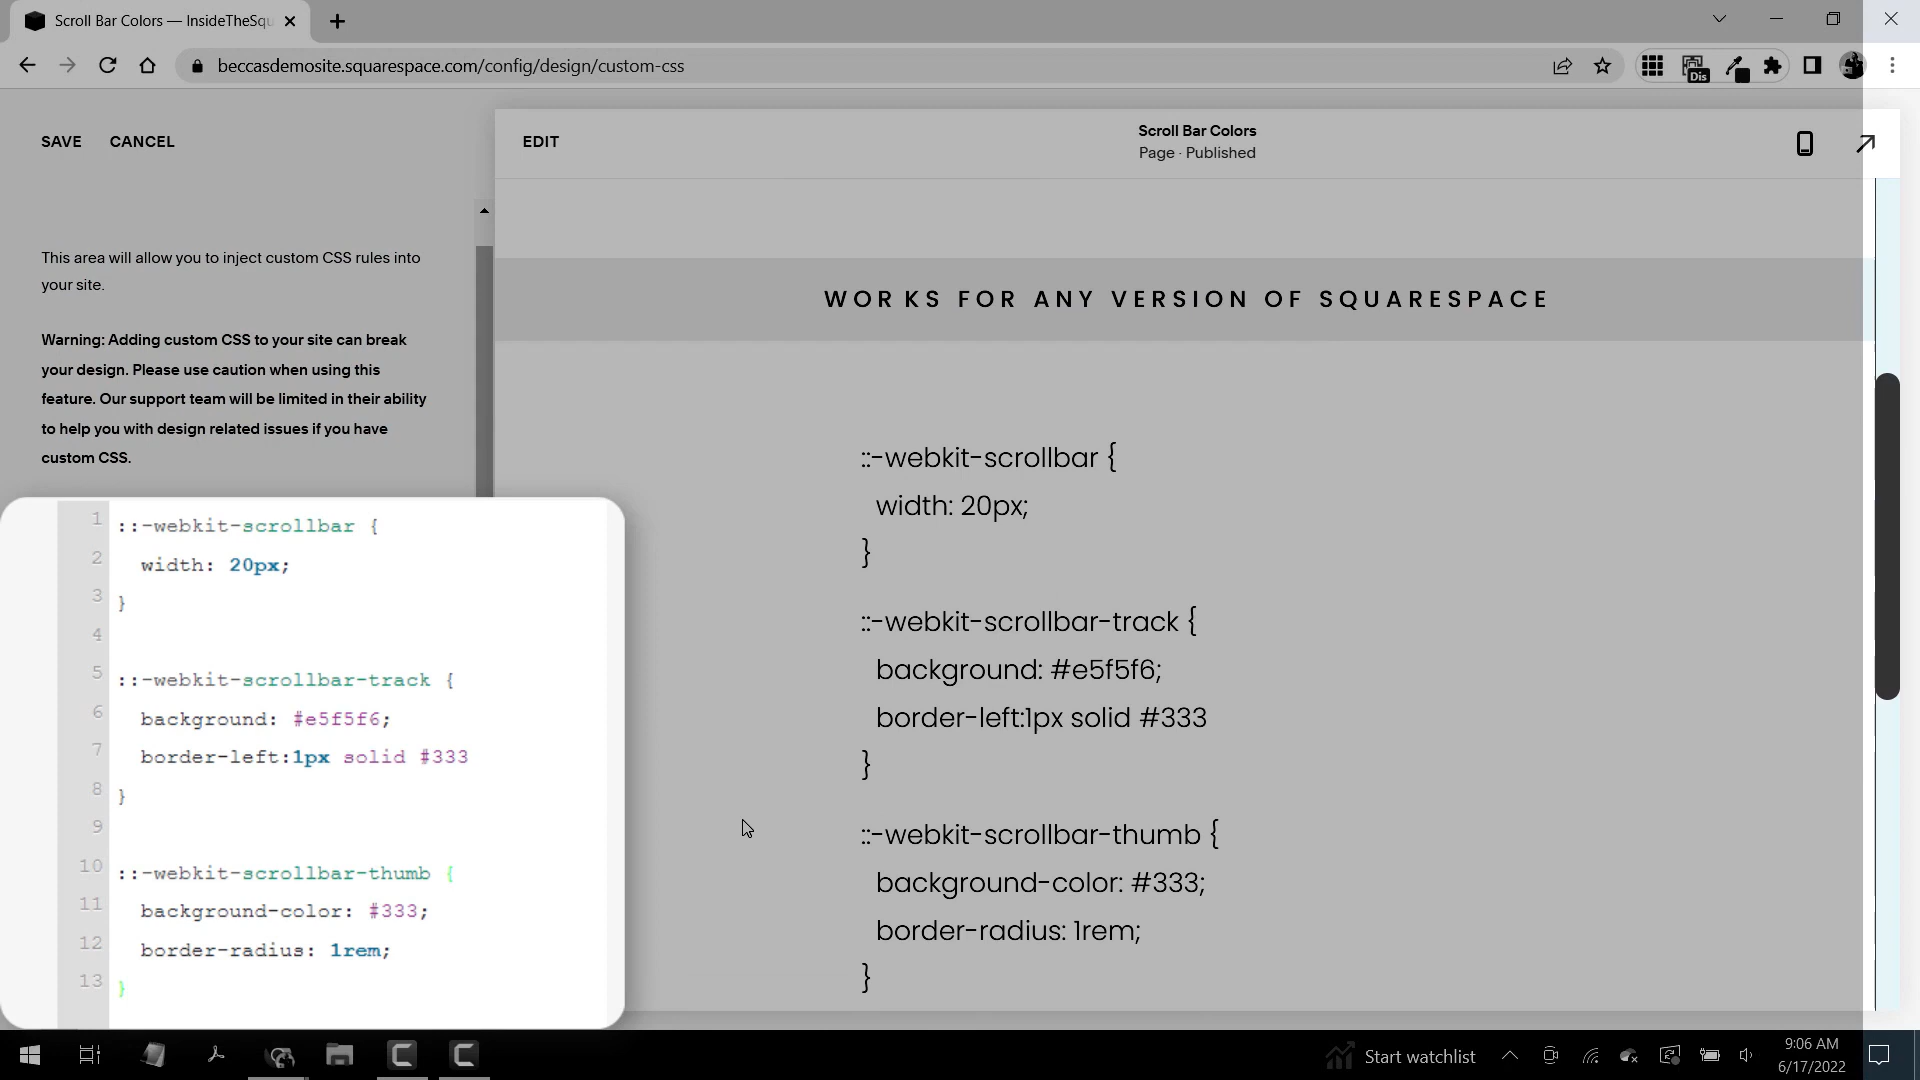 Scroll Bar Colors — InsideTheSqu
beccasdemosite.squarespace.com/config/design/custom-css
Dis
SAVE CANCEL
EDIT
Scroll Bar Colors
Page · Published
This area will allow you to inject custom CSS rules into
your site.
Warning: Adding custom CSS to your site can break
your design. Please use caution when using this
feature. Our support team will be limited in their ability
to help you with design related issues if you have
custom CSS.
1 ::-webkit-scrollbar {
2 width: 20px;
3 }
4
5 ::-webkit-scrollbar-track {
6 background: #e5f5f6;
7 border-left:1px solid #333
8 }
9
10 ::-webkit-scrollbar-thumb {
11 background-color: #333;
12 border-radius: 1rem;
13 }
WORKS FOR ANY VERSION OF SQUARESPACE
::-webkit-scrollbar {
width: 20px;
}
::-webkit-scrollbar-track {
background: #e5f5f6;
border-left:1px solid #333
}
::-webkit-scrollbar-thumb {
background-color: #333;
border-radius: 1rem;
}
Start watchlist
9:06 AM
6/17/2022